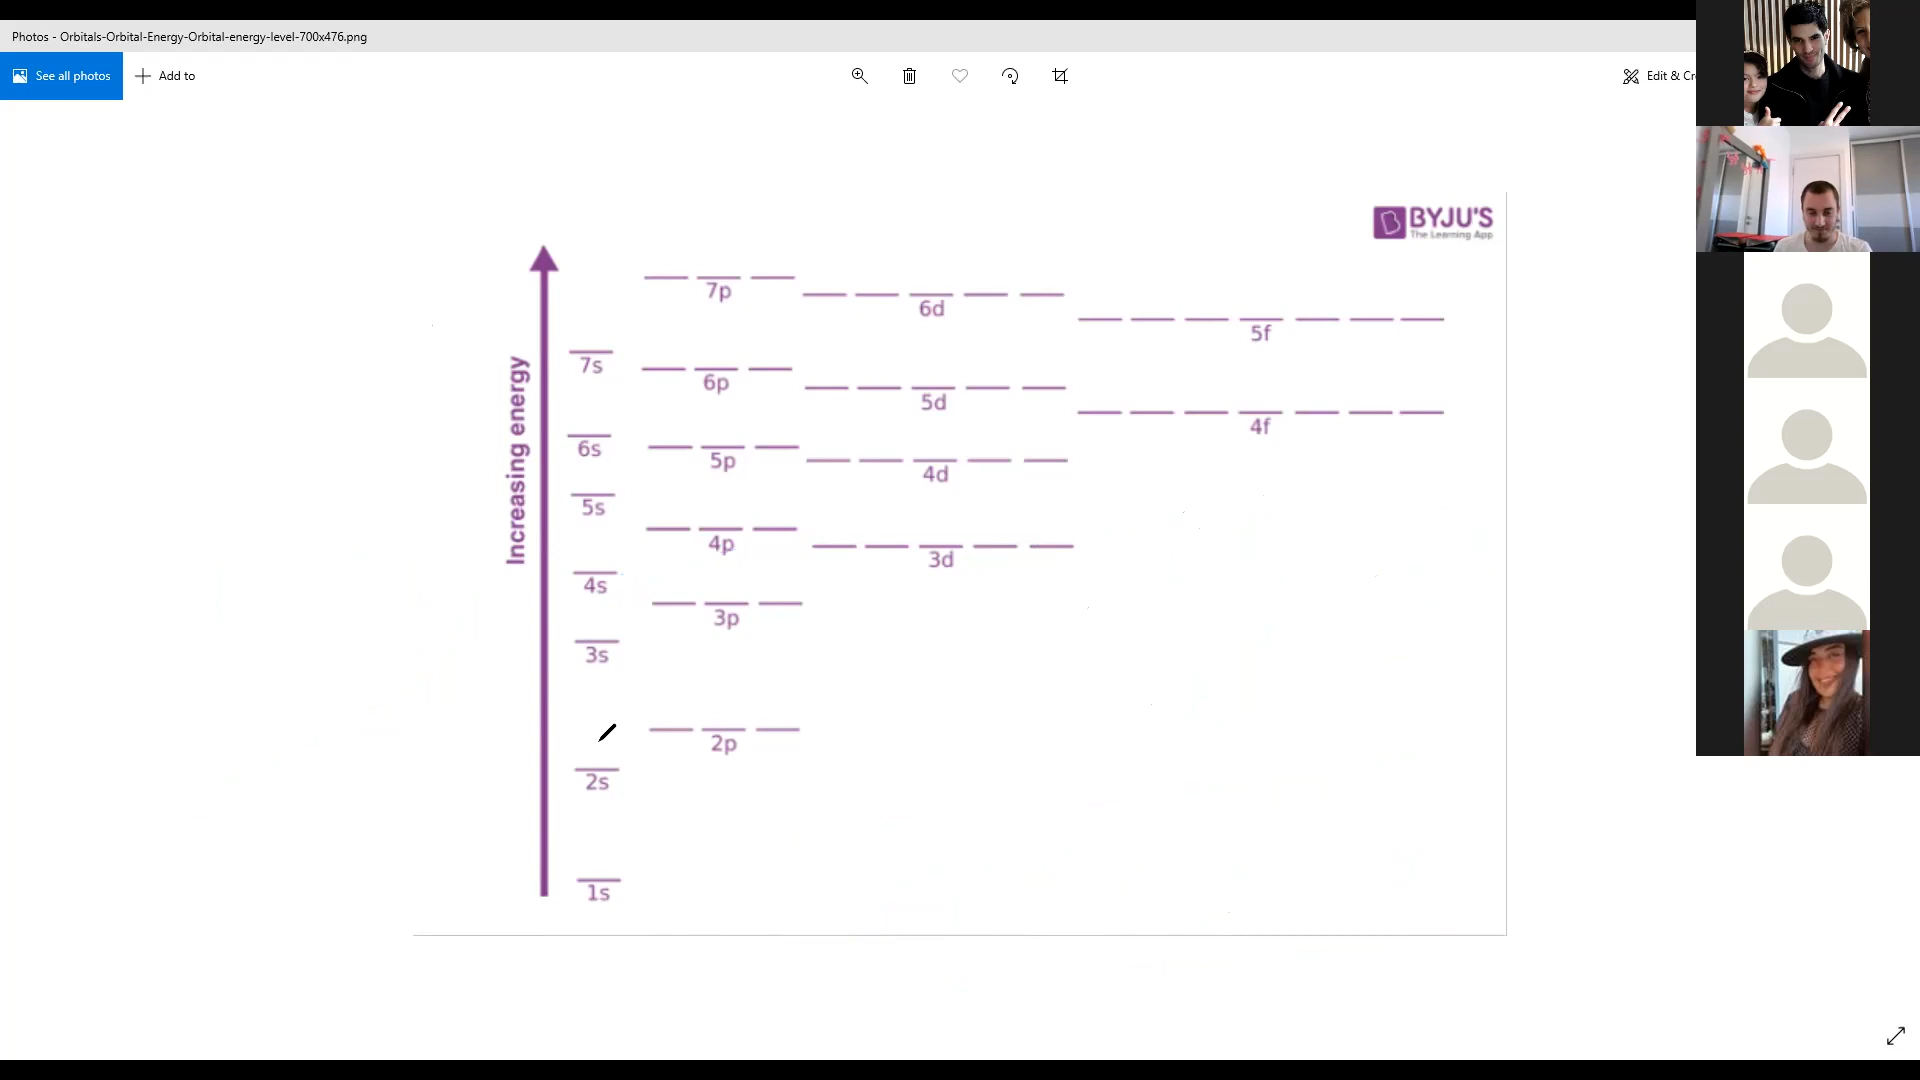 Photos - Orbitals-Orbital-Energy-Orbital-energy-level-700x476.png
See all photos
Add to
Edit & Cr
BYJU'S
The Learning App
Increasing energy
7p
6d
5f
7s
6p
5d
4f
6s
5p
4d
5s
4p
3d
4s
3p
3s
2p
2s
1s